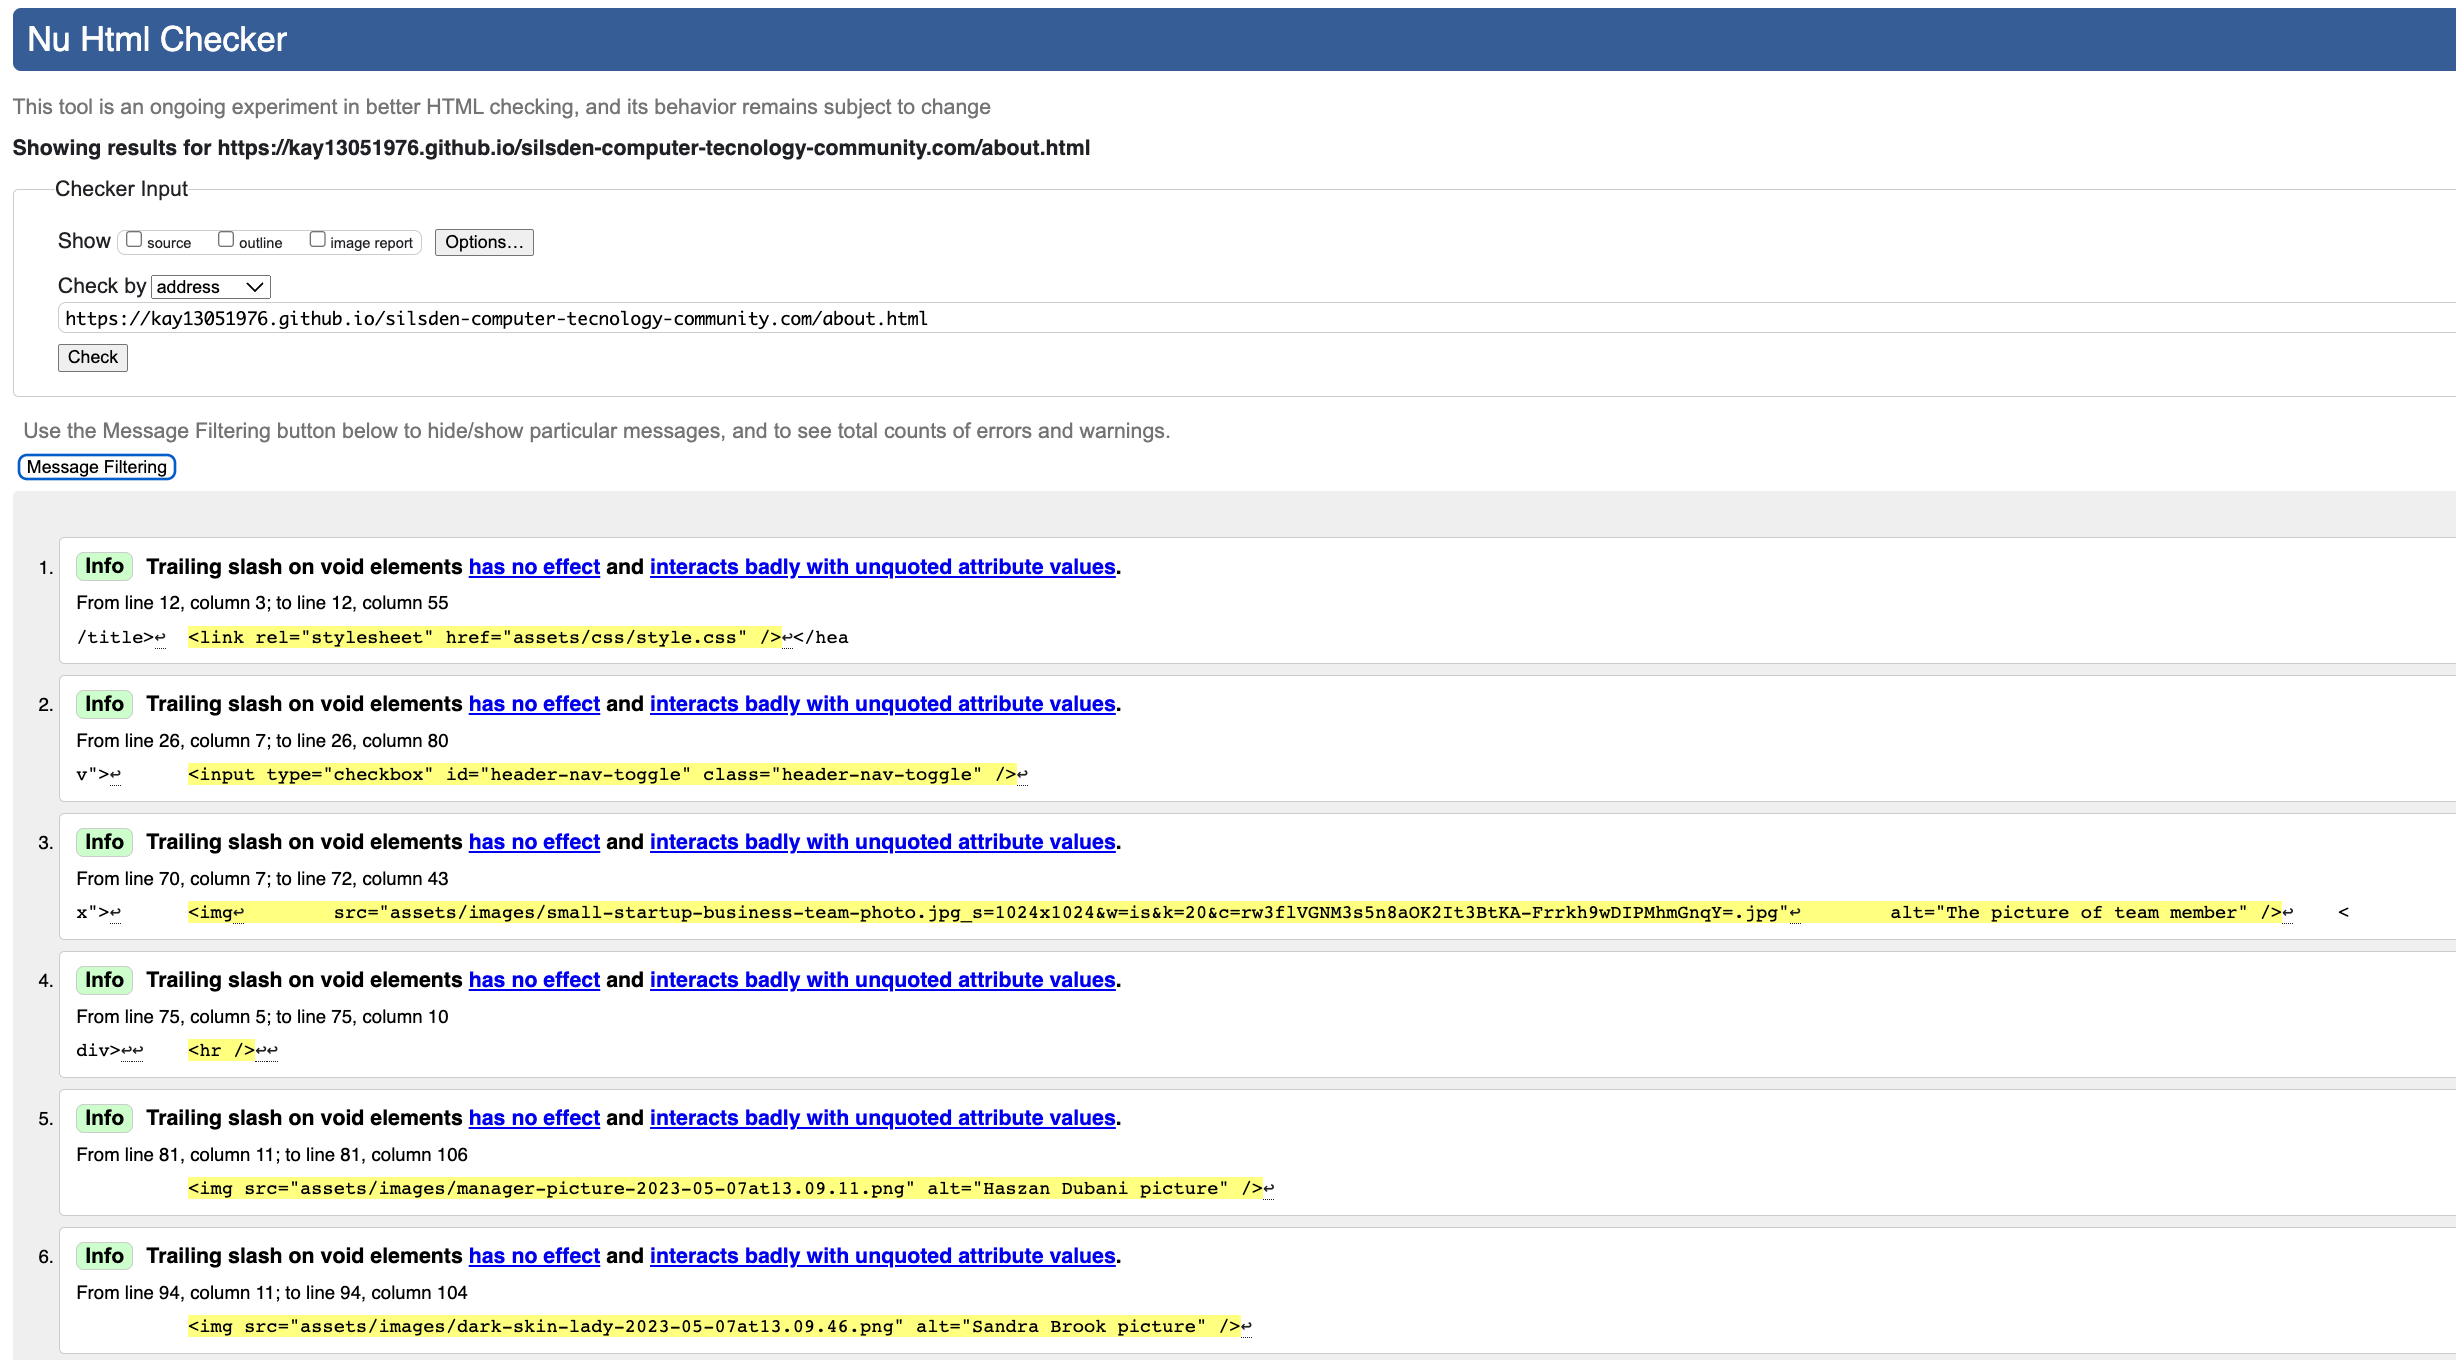 Nu Html Checker
This tool is an ongoing experiment in better HTML checking, and its behavior remains subject to change
Showing results for https://kay13051976.github.io/silsden-computer-tecnology-community.com/about.html
Checker Input
Show source outline image report Options...
Check by address
https://kay13051976.github.io/silsden-computer-tecnology-community.com/about.html
Check
Use the Message Filtering button below to hide/show particular messages, and to see total counts of errors and warnings.
Message Filtering
1. Info Trailing slash on void elements has no effect and interacts badly with unquoted attribute values.
From line 12, column 3; to line 12, column 55
/title>↩ <link rel="stylesheet" href="assets/css/style.css" />↩</hea
2. Info Trailing slash on void elements has no effect and interacts badly with unquoted attribute values.
From line 26, column 7; to line 26, column 80
v">↩ <input type="checkbox" id="header-nav-toggle" class="header-nav-toggle" />↩
3. Info Trailing slash on void elements has no effect and interacts badly with unquoted attribute values.
From line 70, column 7; to line 72, column 43
x">↩ <img↩ src="assets/images/small-startup-business-team-photo.jpg_s=1024x1024&w=is&k=20&c=rw3flVGNM3s5n8aOK2It3BtKA-Frrkh9wDIPMhmGnqY=.jpg"↩ alt="The picture of team member" />↩ <
4. Info Trailing slash on void elements has no effect and interacts badly with unquoted attribute values.
From line 75, column 5; to line 75, column 10
div>↩↩ <hr />↩↩
5. Info Trailing slash on void elements has no effect and interacts badly with unquoted attribute values.
From line 81, column 11; to line 81, column 106
<img src="assets/images/manager-picture-2023-05-07at13.09.11.png" alt="Haszan Dubani picture" />↩
6. Info Trailing slash on void elements has no effect and interacts badly with unquoted attribute values.
From line 94, column 11; to line 94, column 104
<img src="assets/images/dark-skin-lady-2023-05-07at13.09.46.png" alt="Sandra Brook picture" />↩